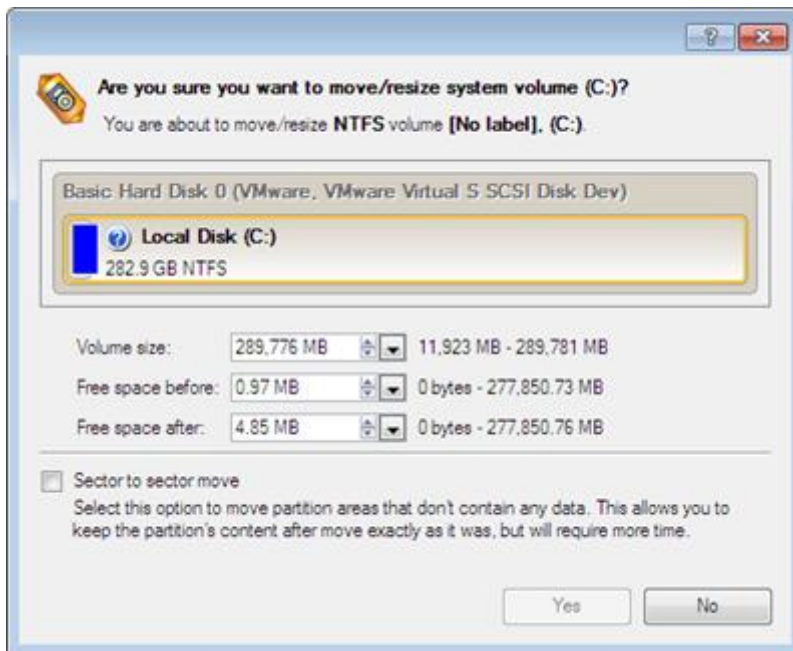 Are you sure you want to move/resize system volume (C:)?
You are about to move/resize NTFS volume [No label], (C:).
Basic Hard Disk 0 (VMware, VMware Virtual S SCSI Disk Dev)
Local Disk (C:)
282.9 GB NTFS
Volume size: 289,776 MB 11,923 MB - 289,781 MB
Free space before: 0.97 MB 0 bytes - 277,850.73 MB
Free space after: 4.85 MB 0 bytes - 277,850.76 MB
Sector to sector move
Select this option to move partition areas that don't contain any data. This allows you to
keep the partition's content after move exactly as it was, but will require more time.
Yes No